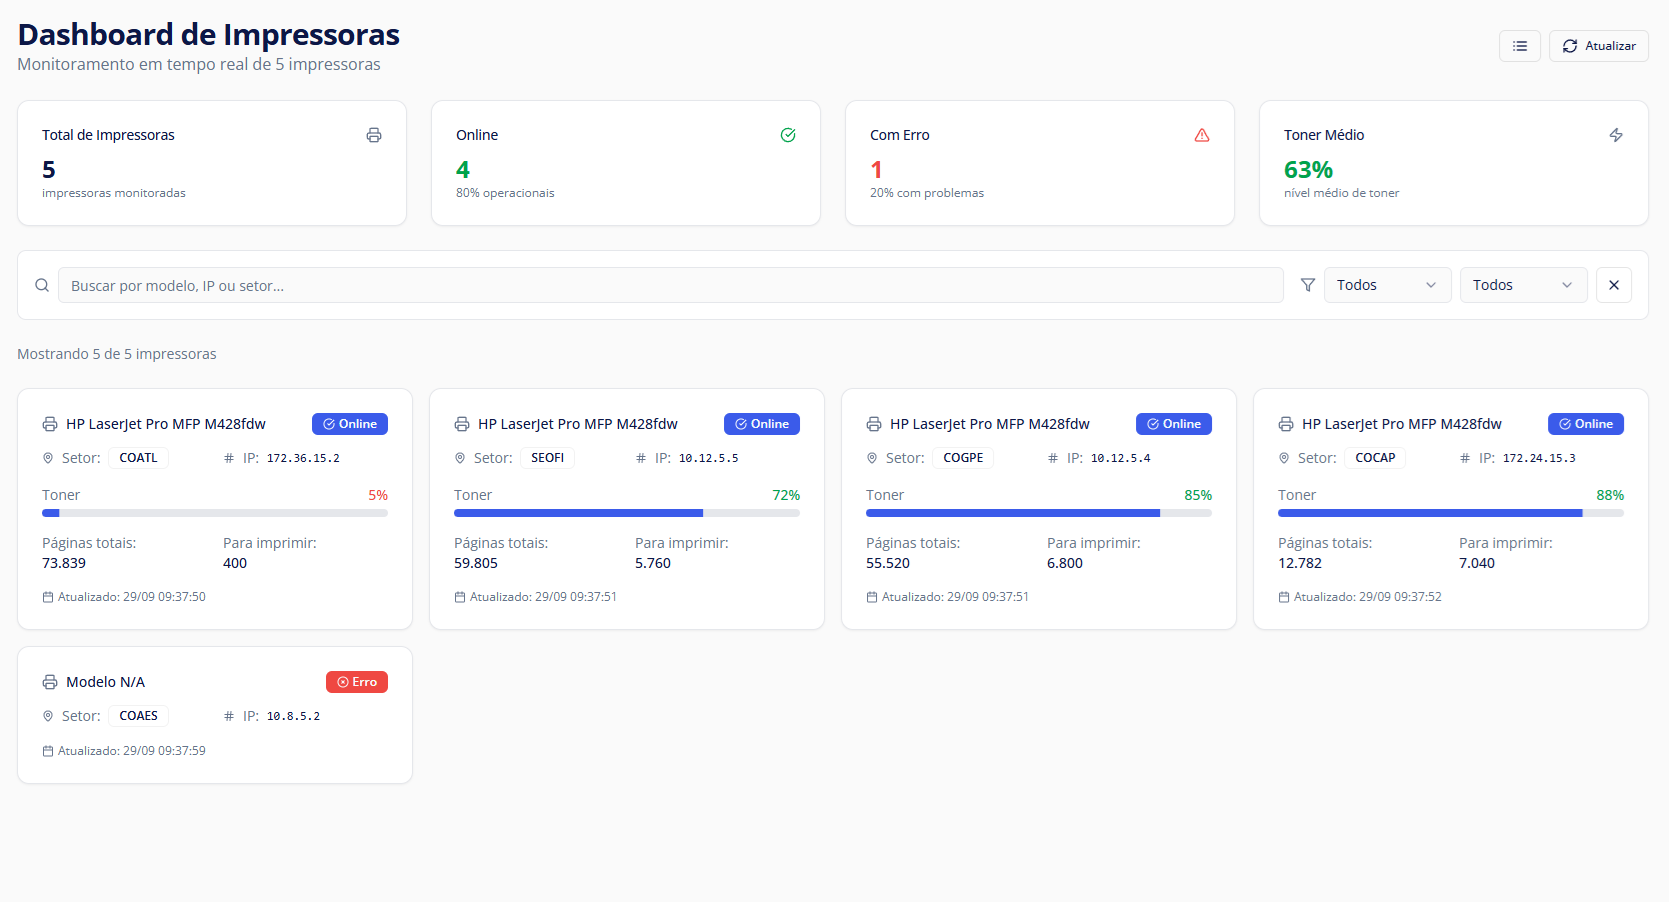 Dashboard de Impressoras
Monitoramento em tempo real de 5 impressoras
Atualizar
Total de Impressoras
5
impressoras monitoradas
Online
4
80% operacionais
Com Erro
1
20% com problemas
Toner Médio
63%
nível médio de toner
Buscar por modelo, IP ou setor...
Todos
Todos
Mostrando 5 de 5 impressoras
HP LaserJet Pro MFP M428fdw Online
Setor: COATL # IP: 172.36.15.2
Toner 5%
Páginas totais: Para imprimir:
73.839 400
Atualizado: 29/09 09:37:50
HP LaserJet Pro MFP M428fdw Online
Setor: SEOFI # IP: 10.12.5.5
Toner 72%
Páginas totais: Para imprimir:
59.805 5.760
Atualizado: 29/09 09:37:51
HP LaserJet Pro MFP M428fdw Online
Setor: COGPE # IP: 10.12.5.4
Toner 85%
Páginas totais: Para imprimir:
55.520 6.800
Atualizado: 29/09 09:37:51
HP LaserJet Pro MFP M428fdw Online
Setor: COCAP # IP: 172.24.15.3
Toner 88%
Páginas totais: Para imprimir:
12.782 7.040
Atualizado: 29/09 09:37:52
Modelo N/A Erro
Setor: COAES # IP: 10.8.5.2
Atualizado: 29/09 09:37:59